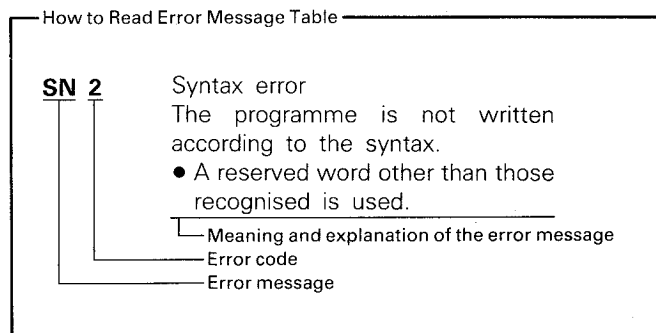 How to Read Error Message Table
SN 2
Syntax error
The programme is not written
according to the syntax.
● A reserved word other than those
recognised is used.
Meaning and explanation of the error message
Error code
Error message